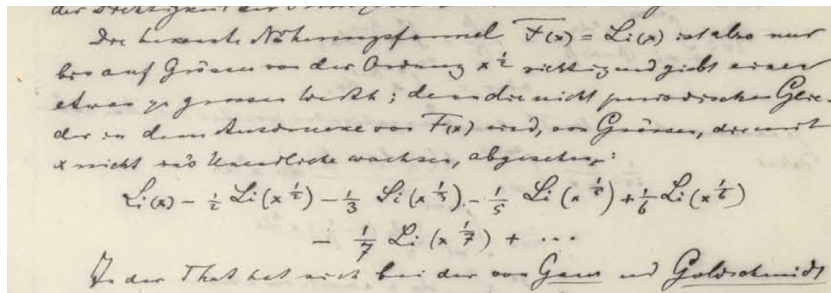 der Dichtigkeit der
Die bekannte Näherungsformel F(x) = Li(x) ist also nur
bis auf Grössen von der Ordnung x^½ richtig und giebt einen
etwas zu grossen Werth; denn die nicht periodischen Glie-
der in dem Ausdrucke von F(x) sind, von Grössen, die mit
x nicht in's Unendliche wachsen, abgesehen:
Li(x) − ½ Li(x^½) − ⅓ Li(x^⅓) − ⅕ Li(x^⅕) + ⅙ Li(x^⅙)
− 1/7 Li(x^1/7) + ...
In der That hat sich bei der von Gauss und Goldschmidt